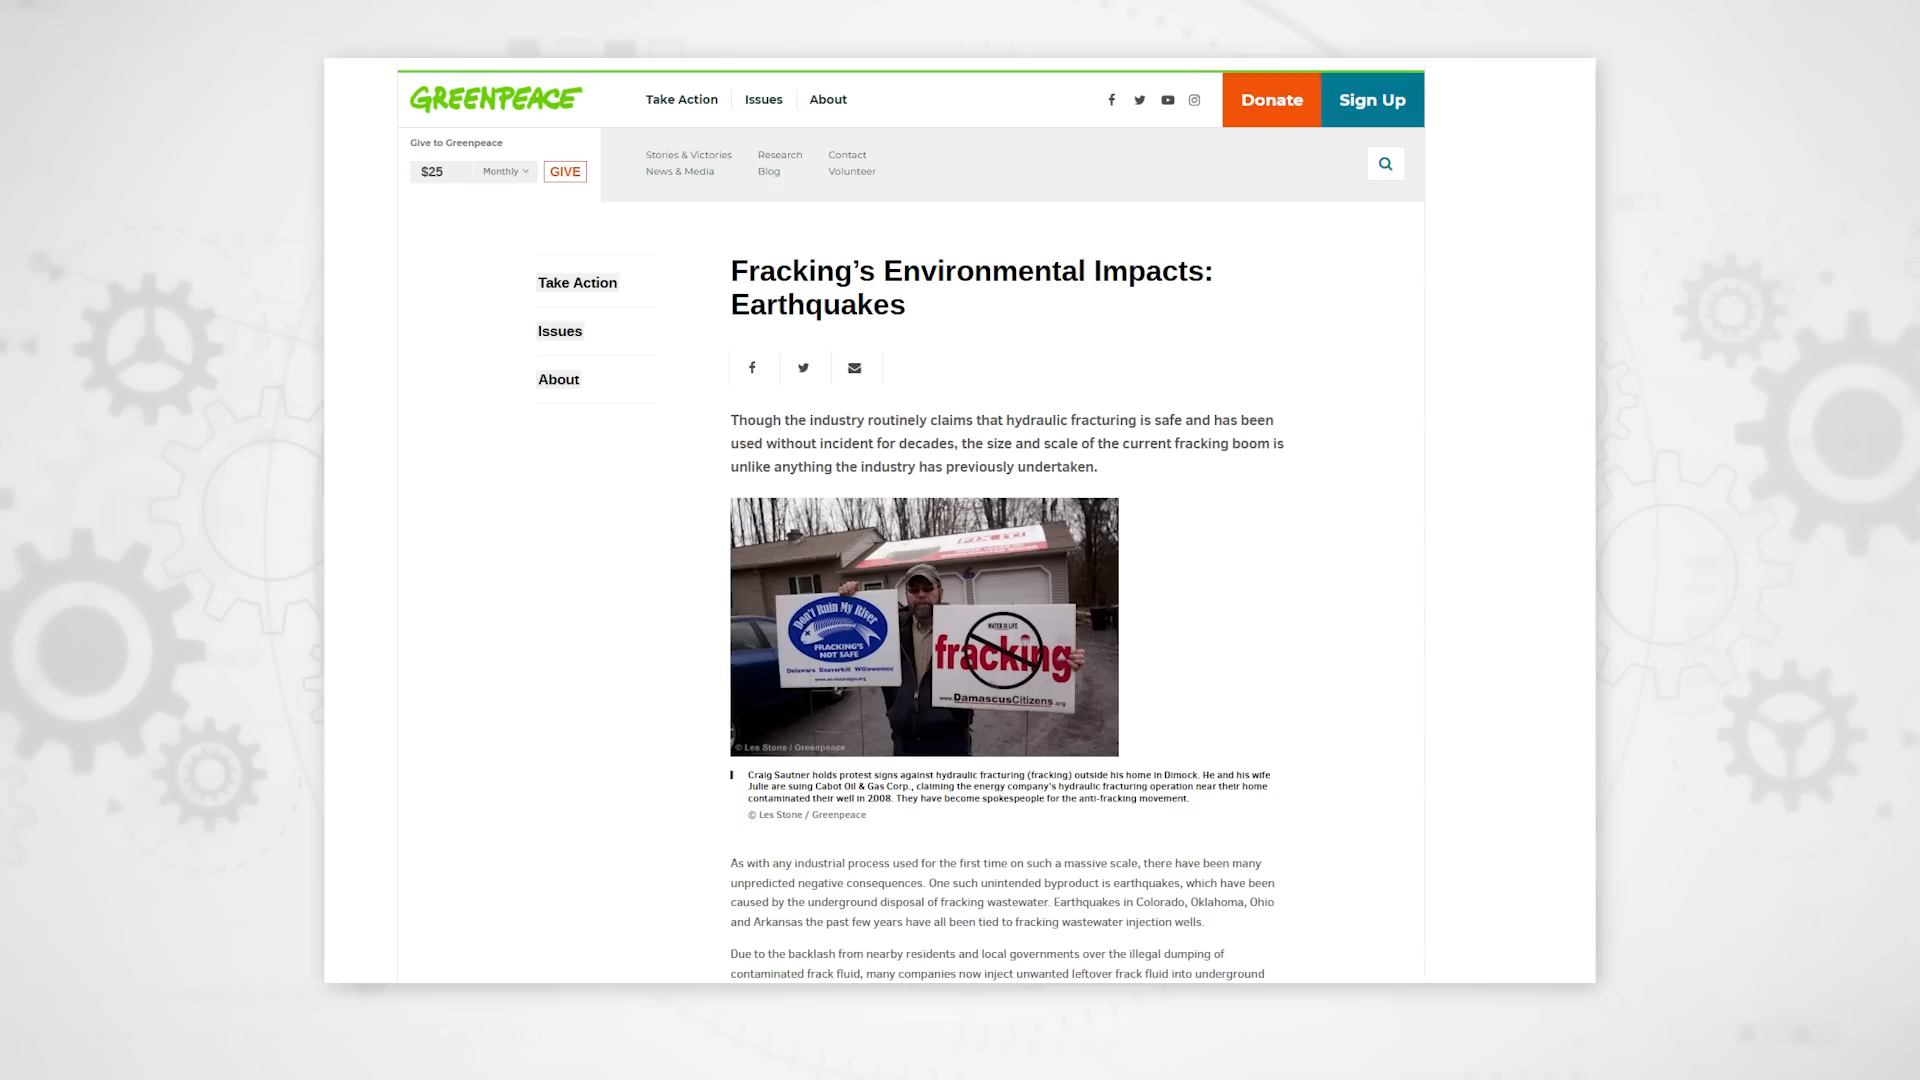 GREENPEACE
Take Action
Issues
About
Donate
Sign Up
Give to Greenpeace
$25
Monthly
GIVE
Stories & Victories
Research
Contact
News & Media
Blog
Volunteer
Take Action
Issues
About
Fracking’s Environmental Impacts:
Earthquakes
Though the industry routinely claims that hydraulic fracturing is safe and has been
used without incident for decades, the size and scale of the current fracking boom is
unlike anything the industry has previously undertaken.
FIX IT!
Don't Ruin My River
FRACKING'S
NOT SAFE
Delaware Beaverkill Willowemoc
WATER IS LIFE
fracking
www.DamascusCitizens.org
© Les Stone / Greenpeace
Craig Sautner holds protest signs against hydraulic fracturing (fracking) outside his home in Dimock. He and his wife
Julie are suing Cabot Oil & Gas Corp., claiming the energy company's hydraulic fracturing operation near their home
contaminated their well in 2008. They have become spokespeople for the anti-fracking movement.
© Les Stone / Greenpeace
As with any industrial process used for the first time on such a massive scale, there have been many
unpredicted negative consequences. One such unintended byproduct is earthquakes, which have been
caused by the underground disposal of fracking wastewater. Earthquakes in Colorado, Oklahoma, Ohio
and Arkansas the past few years have all been tied to fracking wastewater injection wells.
Due to the backlash from nearby residents and local governments over the illegal dumping of
contaminated frack fluid, many companies now inject unwanted leftover frack fluid into underground